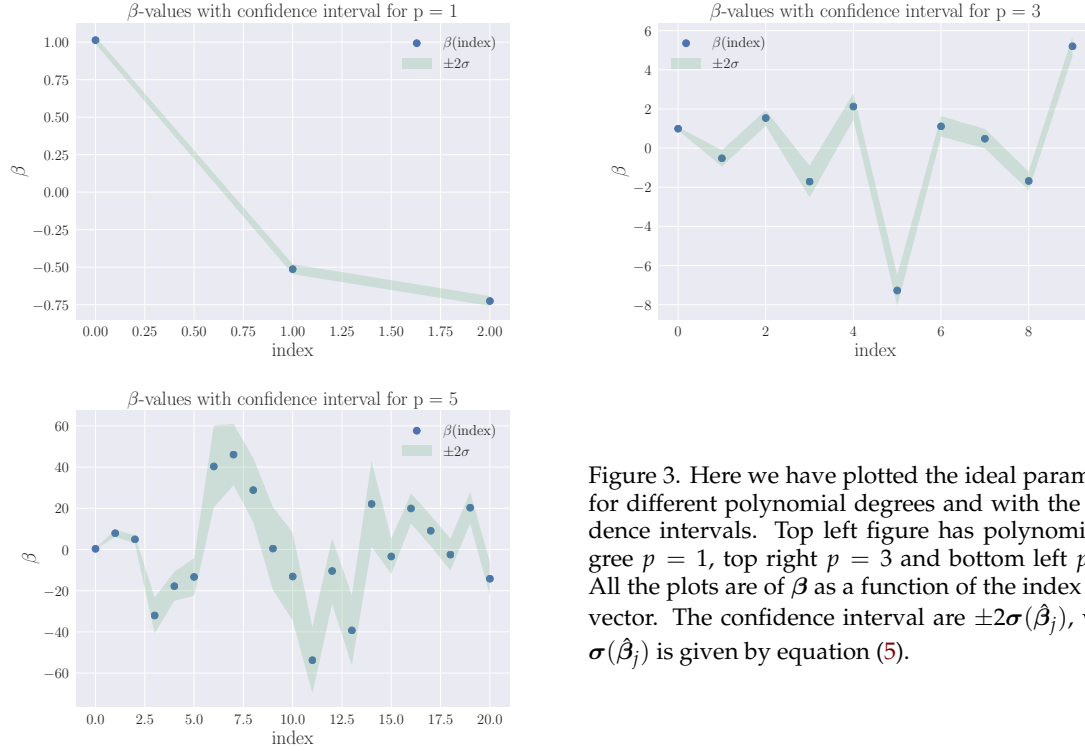 β-values with confidence interval for p = 1
β(index)
±2σ
1.00
0.75
0.50
0.25
0.00
−0.25
−0.50
−0.75
β
0.00 0.25 0.50 0.75 1.00 1.25 1.50 1.75 2.00
index
β-values with confidence interval for p = 3
β(index)
±2σ
6
4
2
0
−2
−4
−6
−8
β
0 2 4 6 8
index
β-values with confidence interval for p = 5
β(index)
±2σ
60
40
20
0
−20
−40
−60
β
0.0 2.5 5.0 7.5 10.0 12.5 15.0 17.5 20.0
index
Figure 3. Here we have plotted the ideal param
for different polynomial degrees and with the
dence intervals. Top left figure has polynomi
gree p = 1, top right p = 3 and bottom left p
All the plots are of β as a function of the index
vector. The confidence interval are ±2σ(β̂j),
σ(β̂j) is given by equation (5).